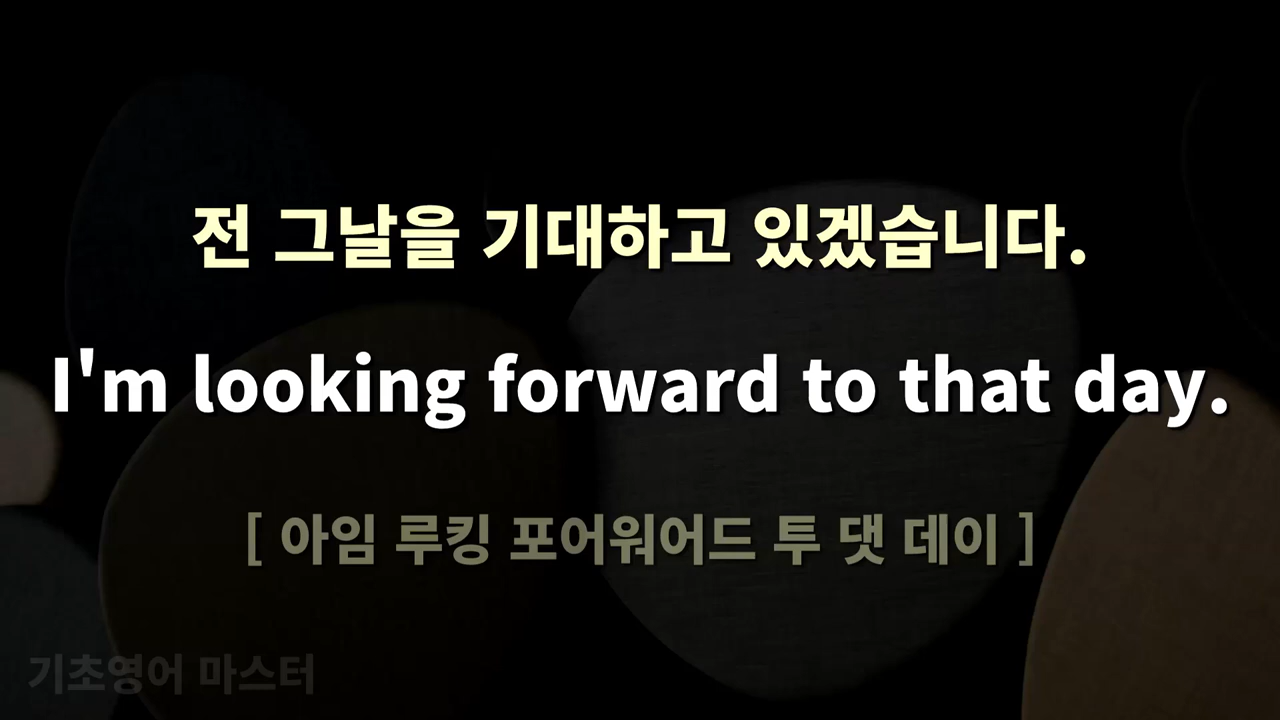 전 그날을 기대하고 있겠습니다.
I'm looking forward to that day.
[ 아임 루킹 포어워어드 투 댓 데이 ]
기초영어 마스터